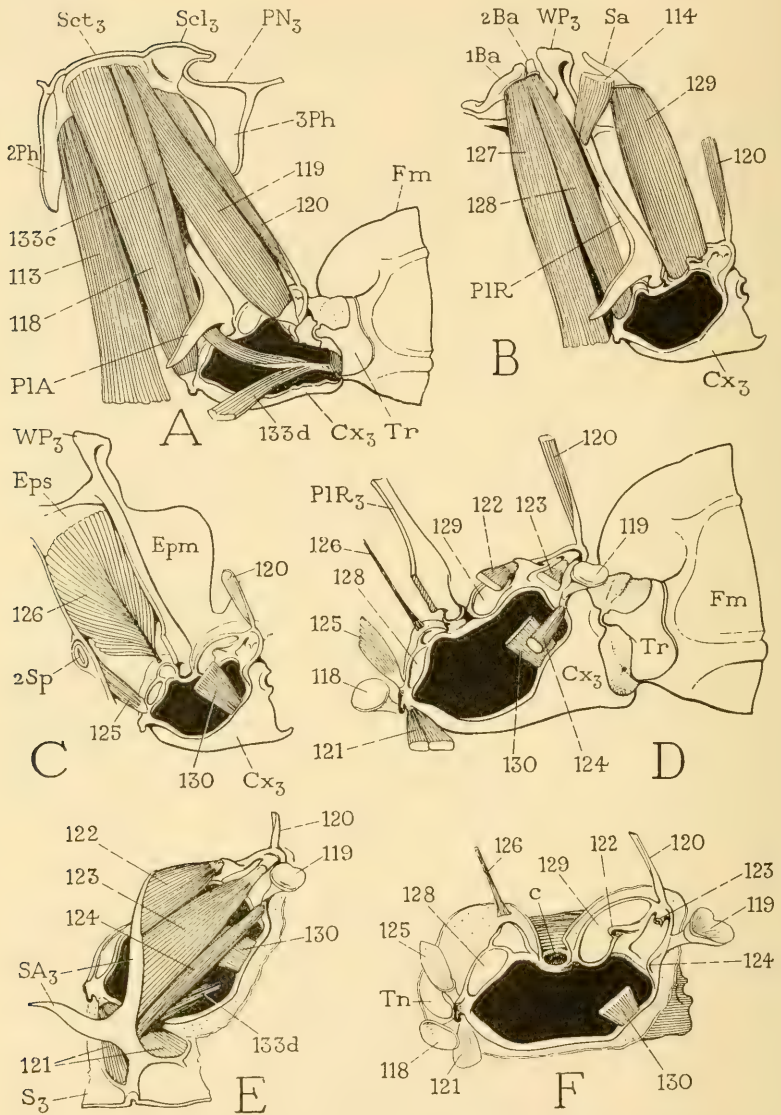 Sct3
Scl3
PN3
2Ph
3Ph
119
Fm
133c
120
113
118
PlA
133d
Cx3
Tr
A
2Ba
WP3
Sa
114
1Ba
129
127
120
128
PlR
B
Cx3
WP3
Eps
Epm
120
126
2Sp
125
130
C
Cx3
120
PlR3
122
123
129
119
126
128
Fm
125
Tr
118
Cx3
121
130
124
D
120
122
119
123
124
130
SA3
133d
121
S3
E
126
122
120
129
c
123
128
119
125
124
Tn
118
121
130
F